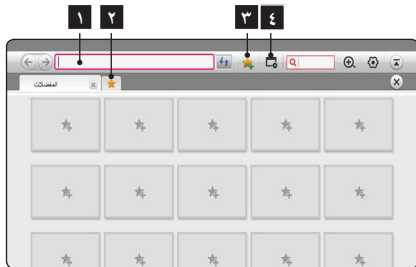 ١ ٢ ٣ ٤
المفضلات x